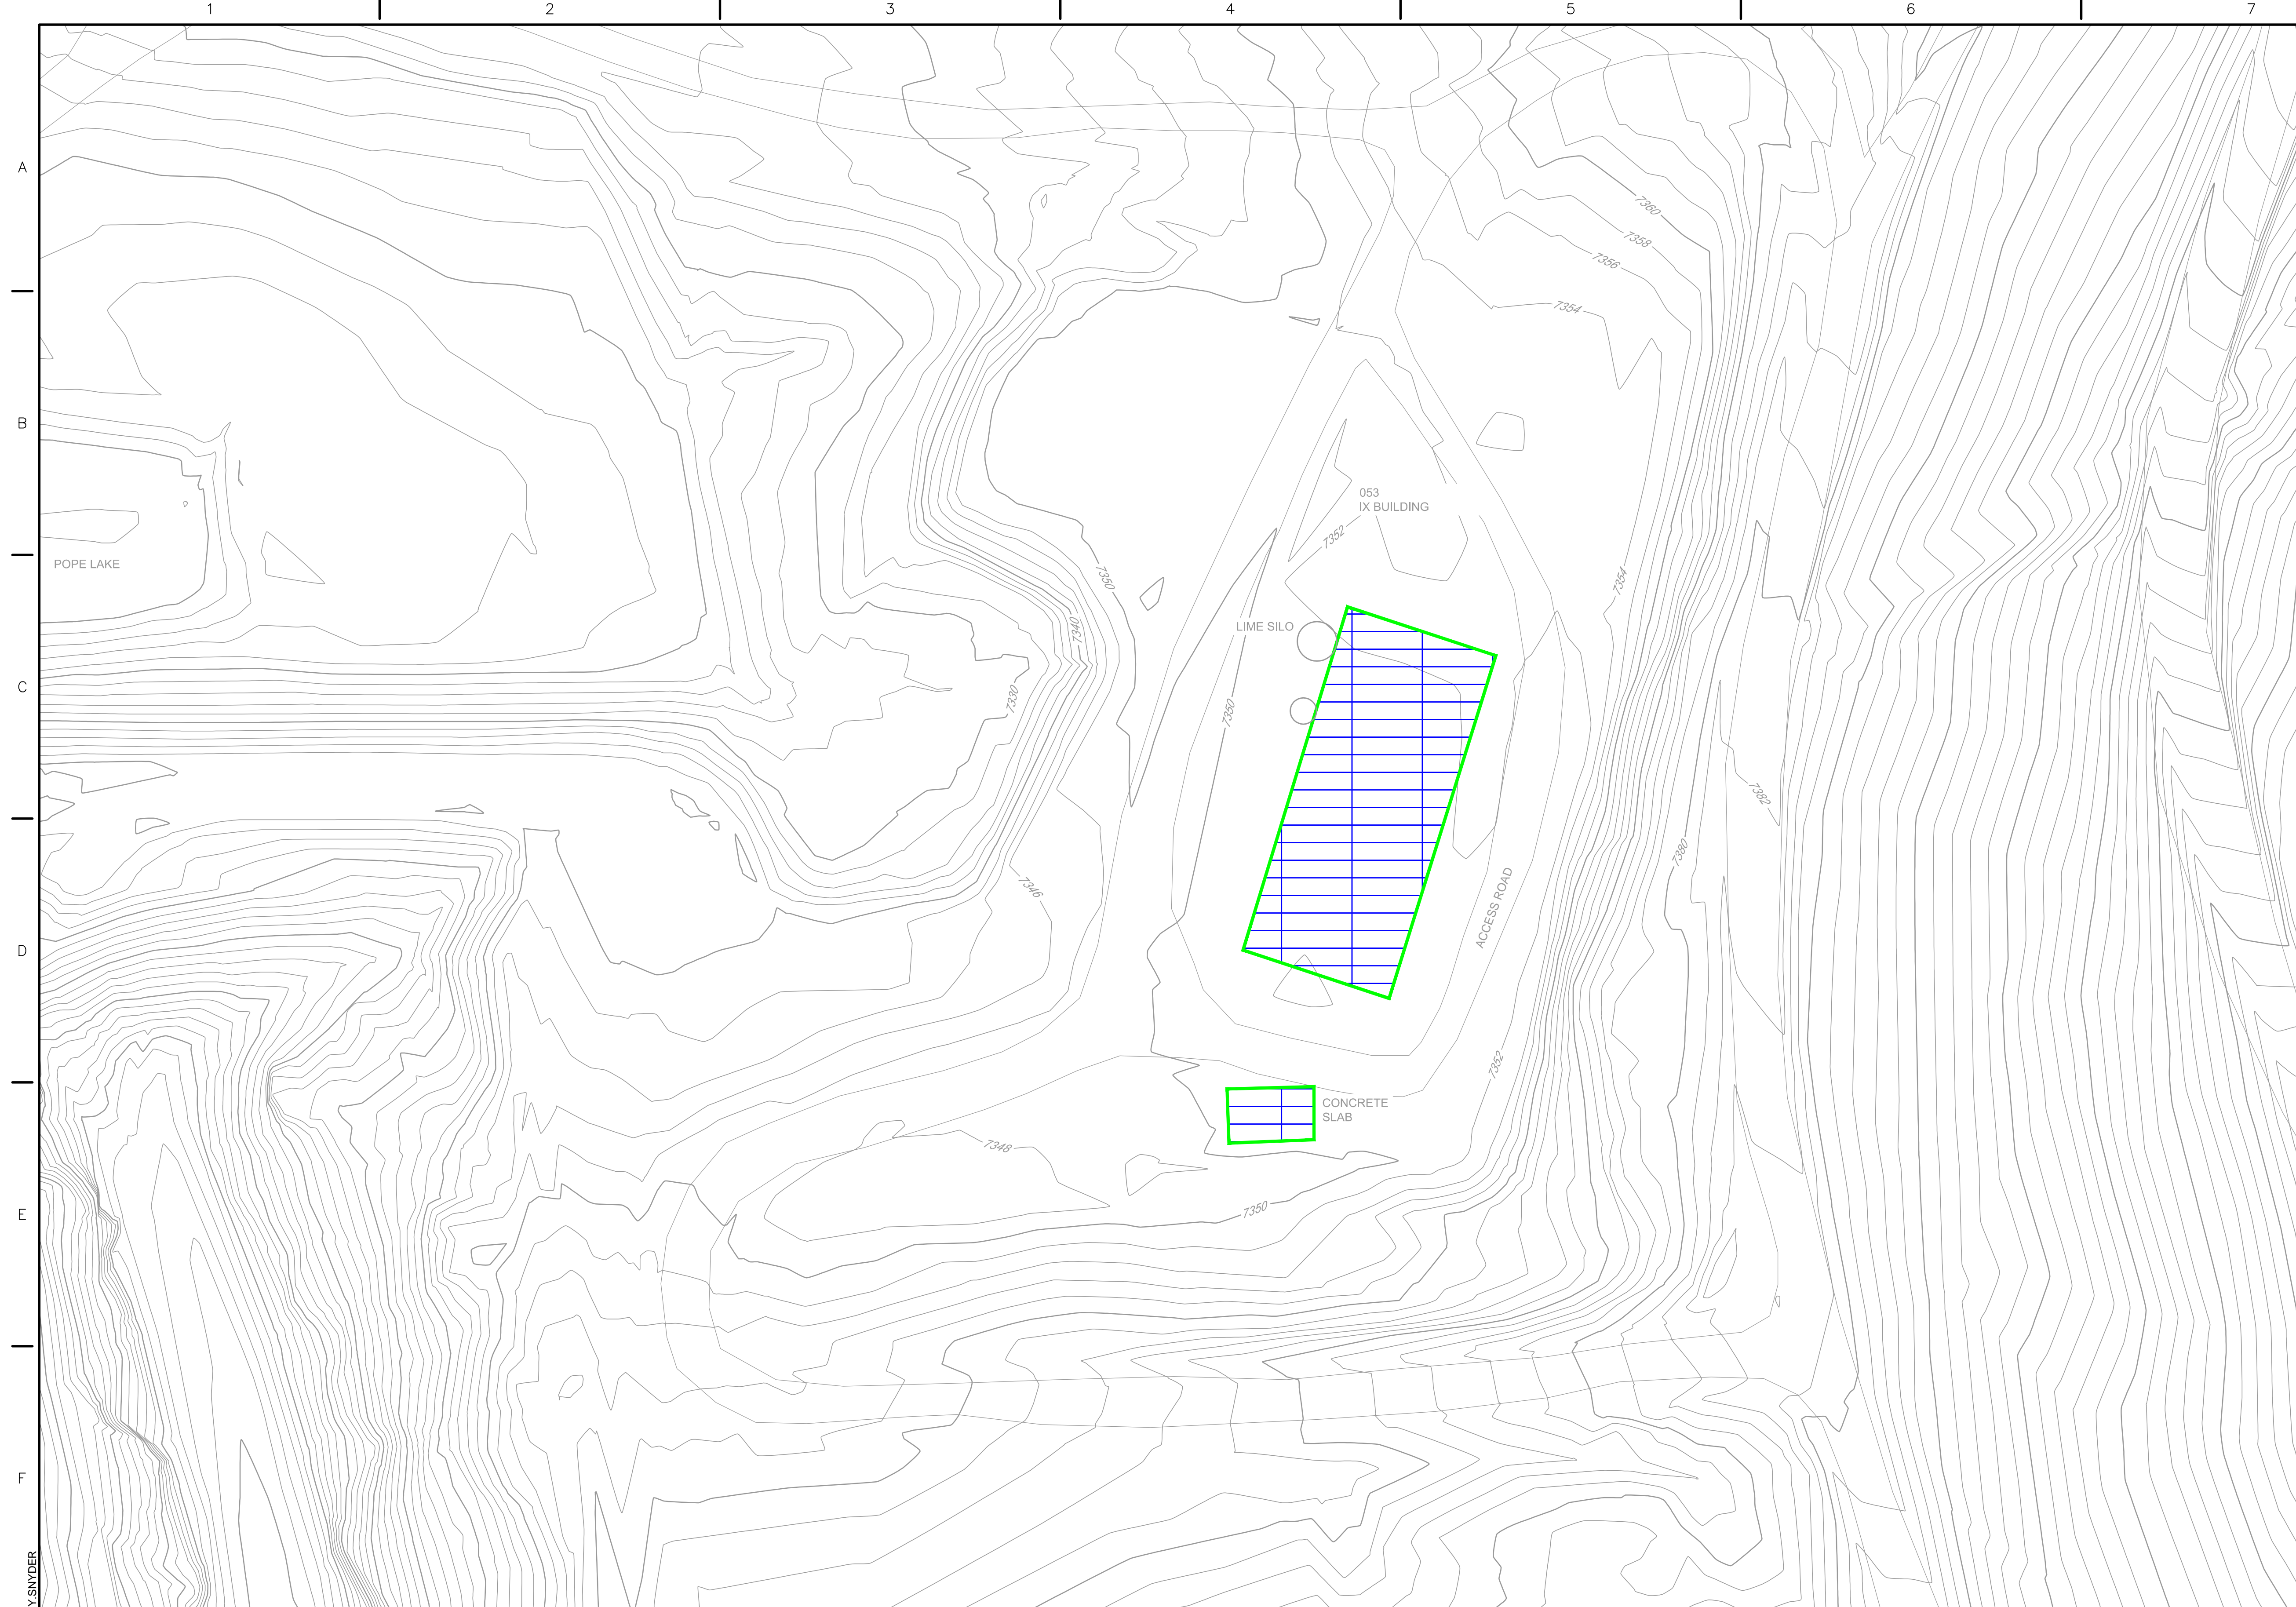 1 2 3 4 5 6 7
A
7360
7358
7356
7354
B
053
IX BUILDING
7352
POPE LAKE
7350
7354
7340
LIME SILO
C
7330
7350
7382
7380
7346
ACCESS ROAD
D
7352
CONCRETE
SLAB
7348
E
7350
F
Y.SNYDER